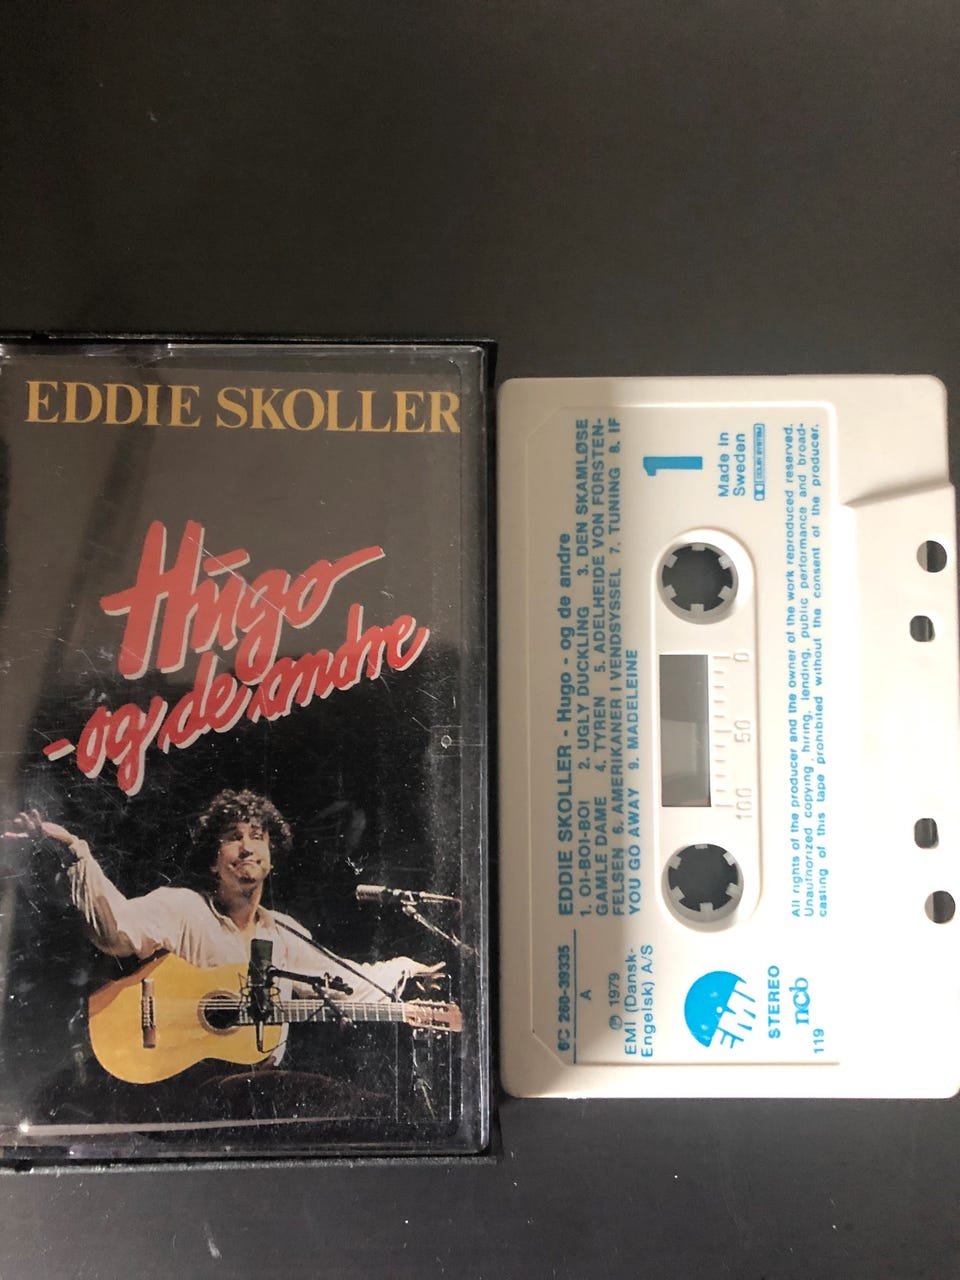 EDDIE SKOLLER
Hugo
- og de andre
EDDIE SKOLLER - Hugo - og de andre
1. OI-BOI-BOI 2. UGLY DUCKLING 3. DEN SKAMLØSE
GAMLE DAME 4. TYREN 5. ADELHEIDE VON FORSTEN-
FELSEN 6. AMERIKANER I VENDSYSSEL 7. TUNING 8. IF
YOU GO AWAY 9. MADELEINE
6C 260-39335
A
℗ 1979
EMI (Dansk-
Engelsk) A/S
1
Made in
Sweden
DOLBY SYSTEM
100 50 0
STEREO
ncb
119
All rights of the producer and the owner of the work reproduced reserved.
Unauthorized copying, hiring, lending, public performance and broad-
casting of this tape prohibited without the consent of the producer.